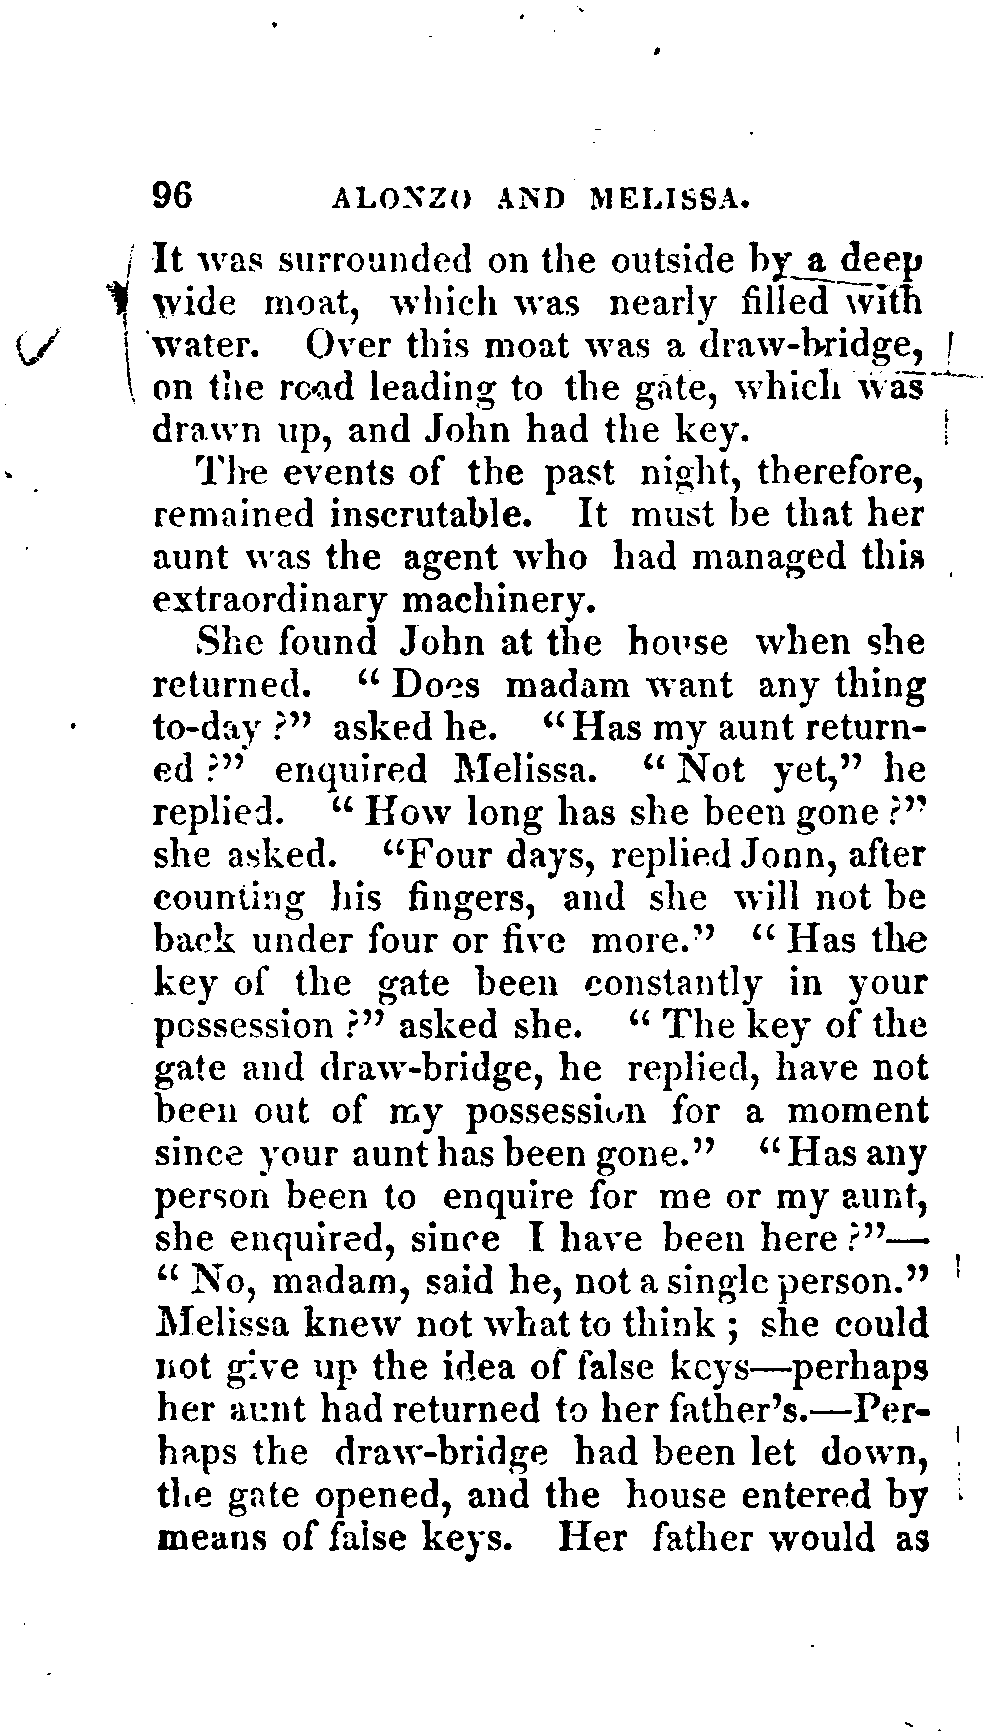 96 ALONZO AND MELISSA.
It was surrounded on the outside by a deep
wide moat, which was nearly filled with
water. Over this moat was a draw-bridge,
on the road leading to the gate, which was
drawn up, and John had the key.
The events of the past night, therefore,
remained inscrutable. It must be that her
aunt was the agent who had managed this
extraordinary machinery.
She found John at the house when she
returned. “ Does madam want any thing
to-day ?” asked he. “Has my aunt return-
ed ?” enquired Melissa. “ Not yet,” he
replied. “ How long has she been gone ?”
she asked. “Four days, replied John, after
counting his fingers, and she will not be
back under four or five more.” “ Has the
key of the gate been constantly in your
possession ?” asked she. “ The key of the
gate and draw-bridge, he replied, have not
been out of my possession for a moment
since your aunt has been gone.” “Has any
person been to enquire for me or my aunt,
she enquired, since I have been here ?”—
“ No, madam, said he, not a single person.”
Melissa knew not what to think ; she could
not give up the idea of false keys—perhaps
her aunt had returned to her father’s.—Per-
haps the draw-bridge had been let down,
the gate opened, and the house entered by
means of false keys. Her father would as